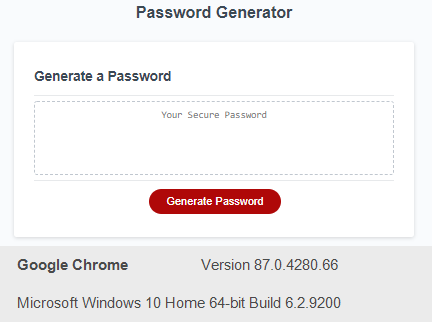 Password Generator
Generate a Password
Your Secure Password
Generate Password
Google Chrome Version 87.0.4280.66
Microsoft Windows 10 Home 64-bit Build 6.2.9200